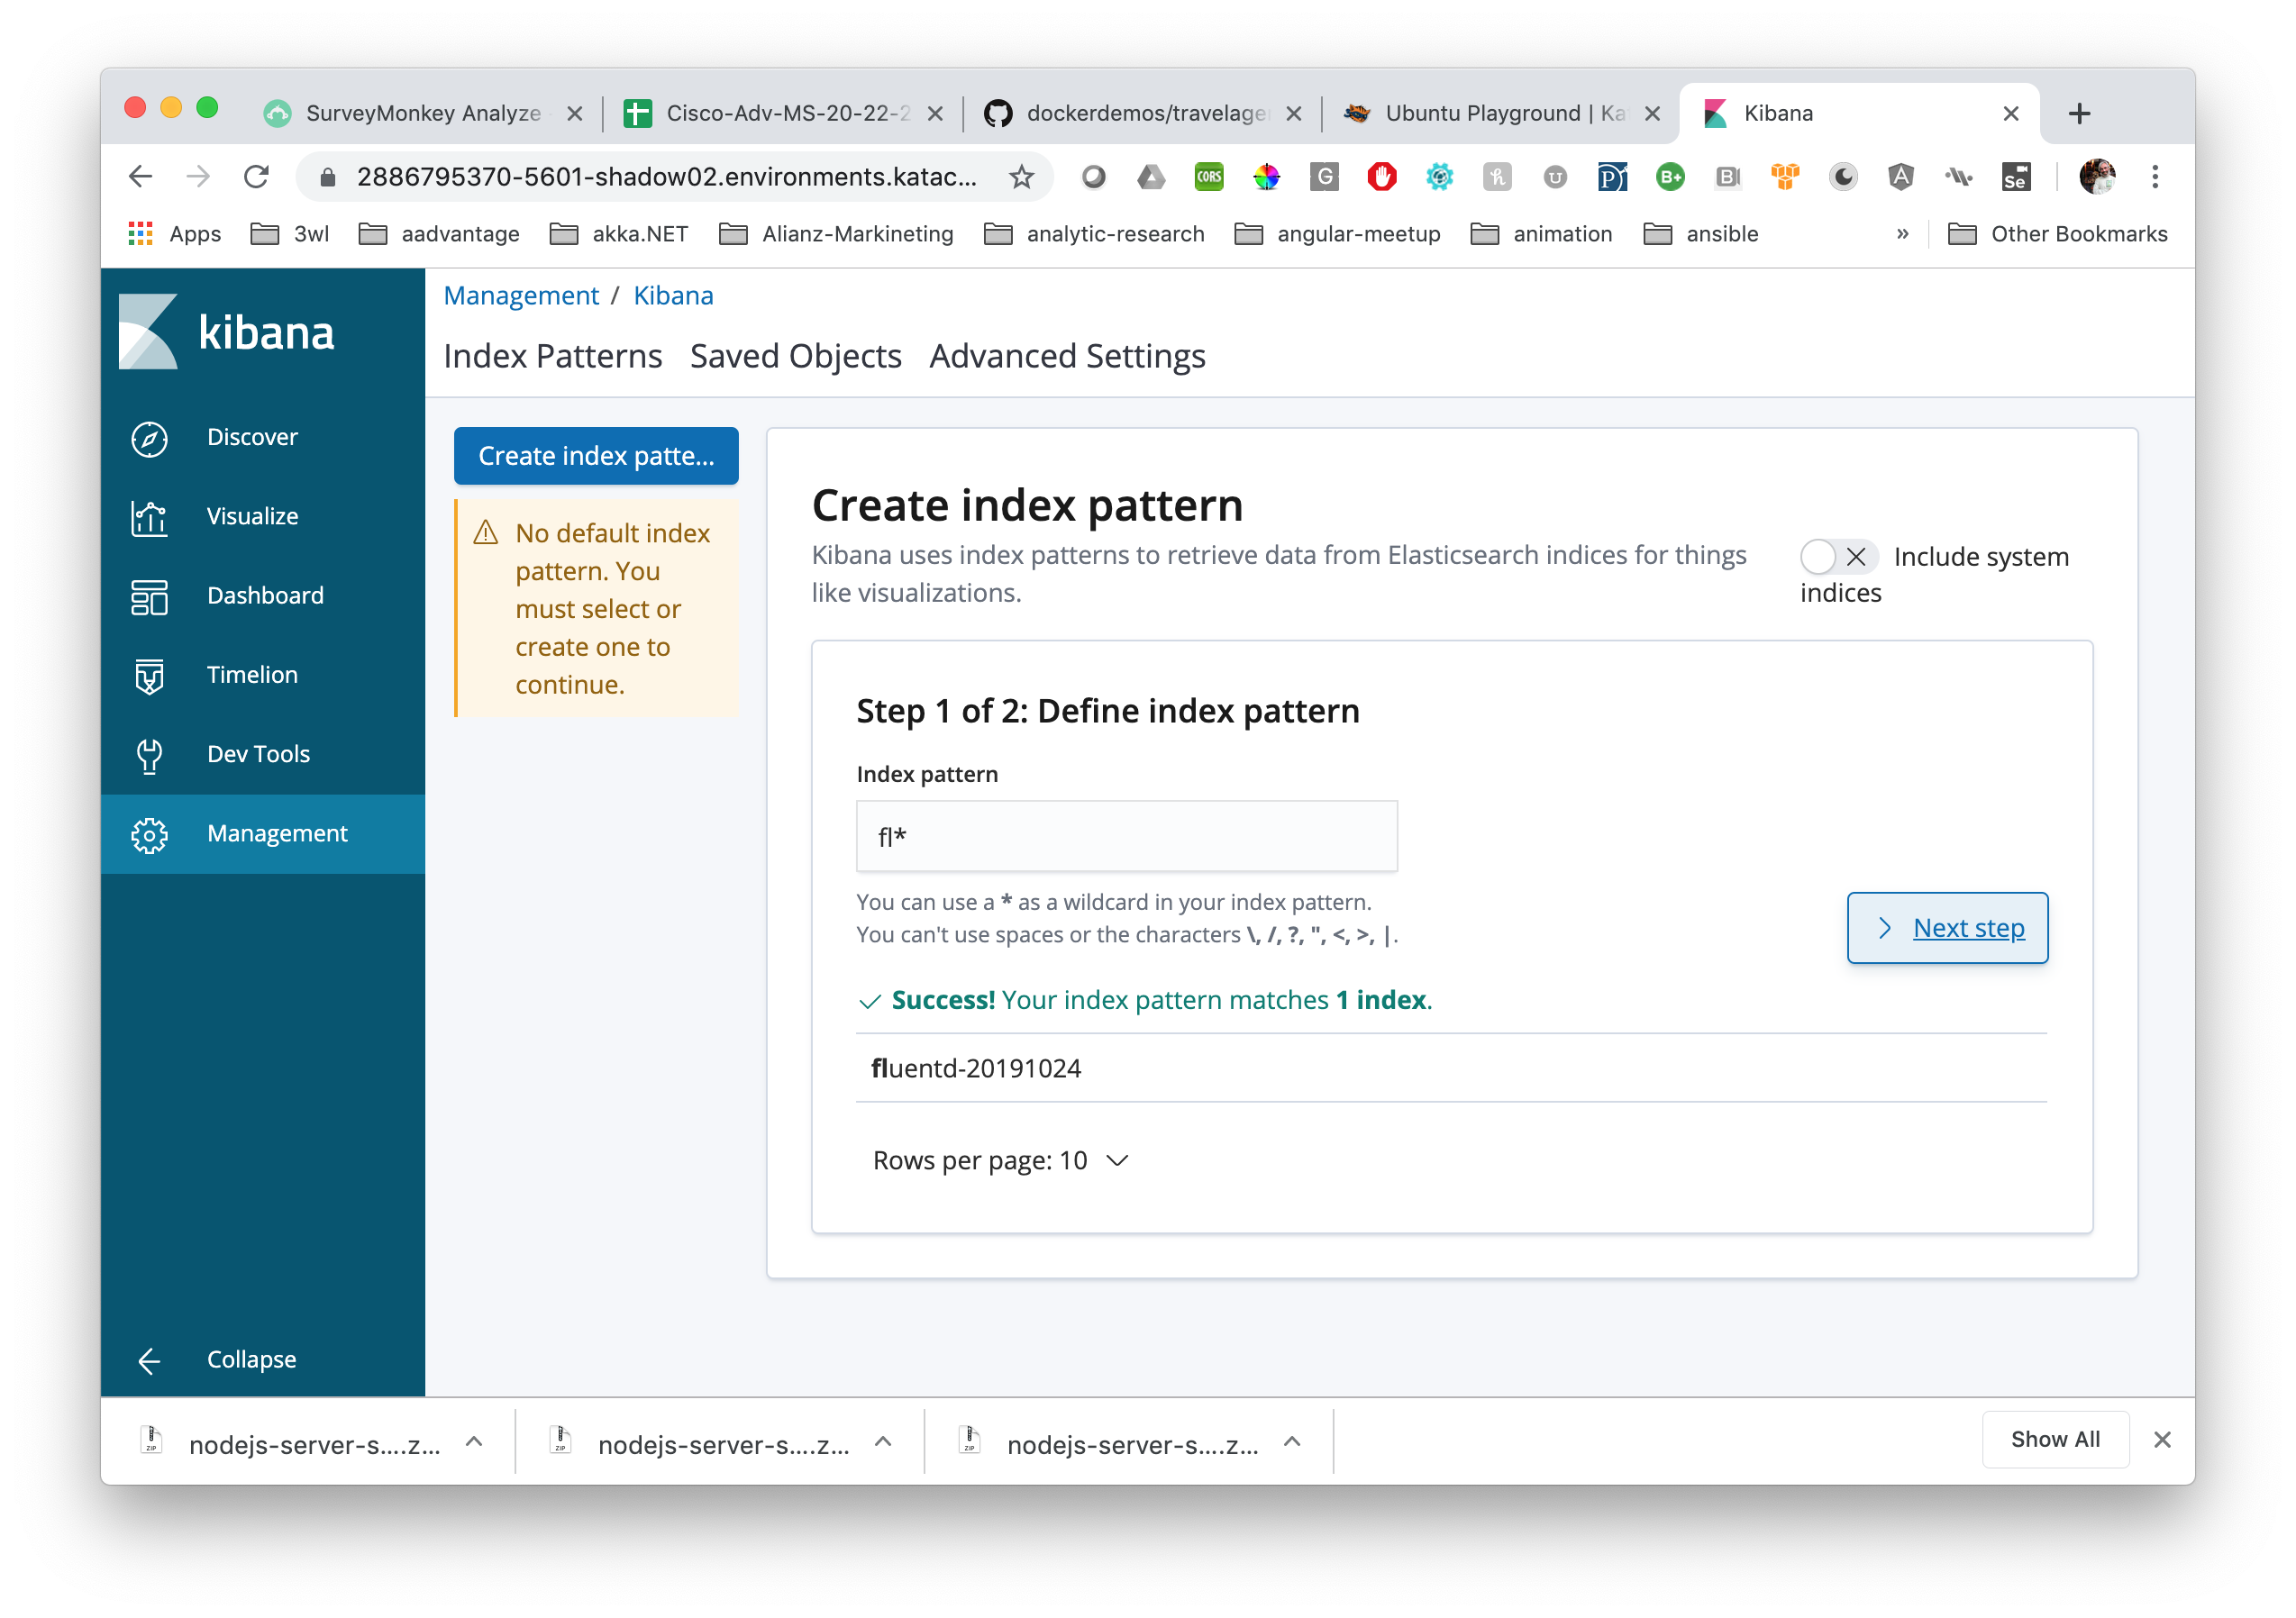 SurveyMonkey Analyze
Cisco-Adv-MS-20-22-2
dockerdemos/travelager
Ubuntu Playground | Ka
Kibana
2886795370-5601-shadow02.environments.katac...
CORS
G
h
U
P)
B+
B
A
Se
Apps
3wl
aadvantage
akka.NET
Alianz-Markineting
analytic-research
angular-meetup
animation
ansible
»
Other Bookmarks
kibana
Discover
Visualize
Dashboard
Timelion
Dev Tools
Management
Collapse
Management / Kibana
Index Patterns Saved Objects Advanced Settings
Create index patte...
No default index
pattern. You
must select or
create one to
continue.
Create index pattern
Kibana uses index patterns to retrieve data from Elasticsearch indices for things
like visualizations.
Include system
indices
Step 1 of 2: Define index pattern
Index pattern
fl*
You can use a * as a wildcard in your index pattern.
You can't use spaces or the characters \, /, ?, ", <, >, |.
Next step
Success! Your index pattern matches 1 index.
fluentd-20191024
Rows per page: 10
ZIP
nodejs-server-s....z...
ZIP
nodejs-server-s....z...
ZIP
nodejs-server-s....z...
Show All